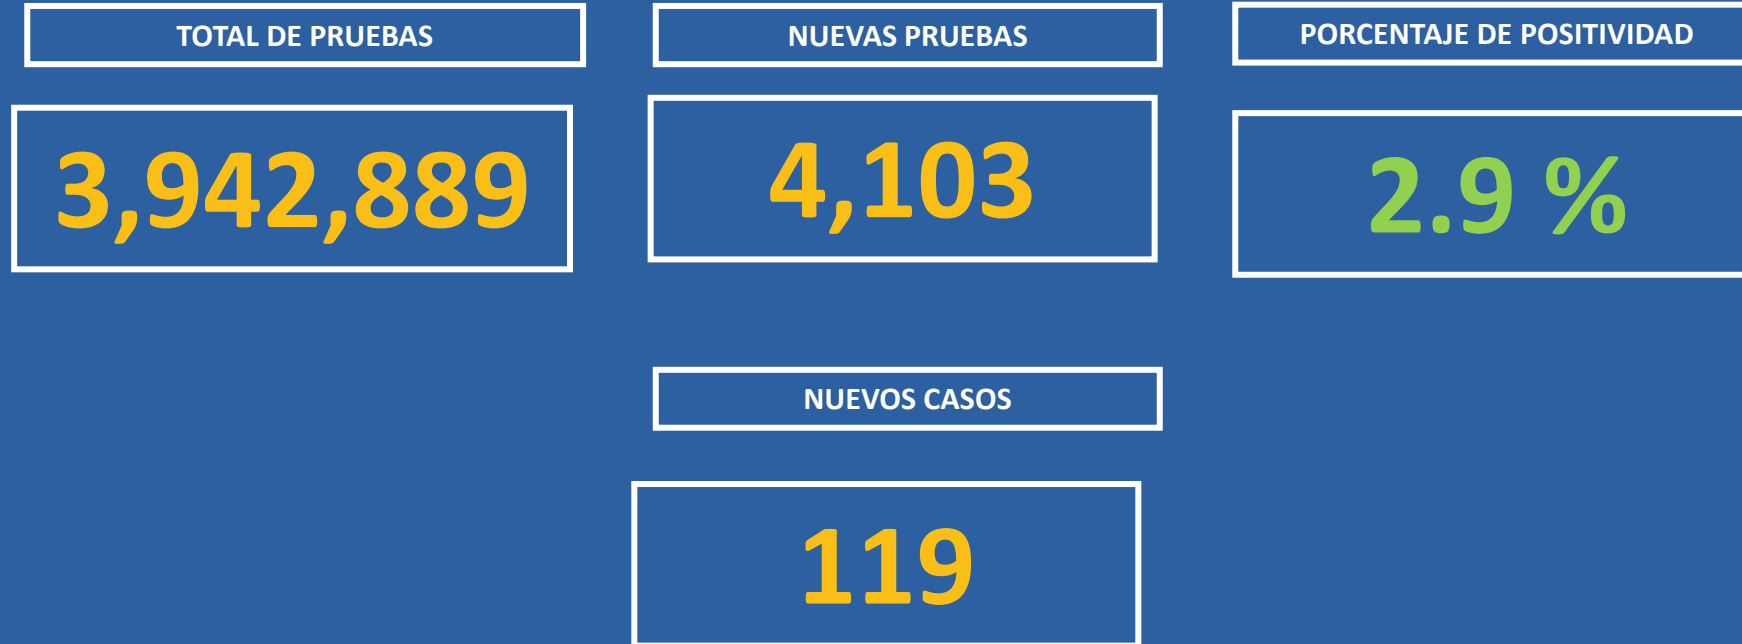 TOTAL DE PRUEBAS
3,942,889
NUEVAS PRUEBAS
4,103
PORCENTAJE DE POSITIVIDAD
2.9 %
NUEVOS CASOS
119